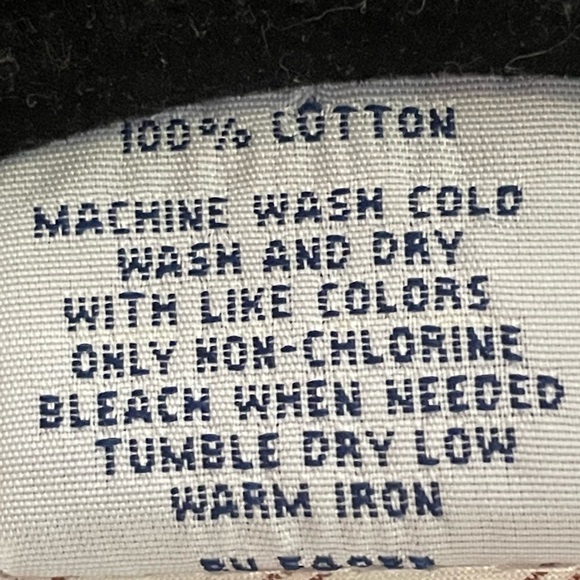 100% COTTON
MACHINE WASH COLD
WASH AND DRY
WITH LIKE COLORS
ONLY NON-CHLORINE
BLEACH WHEN NEEDED
TUMBLE DRY LOW
WARM IRON